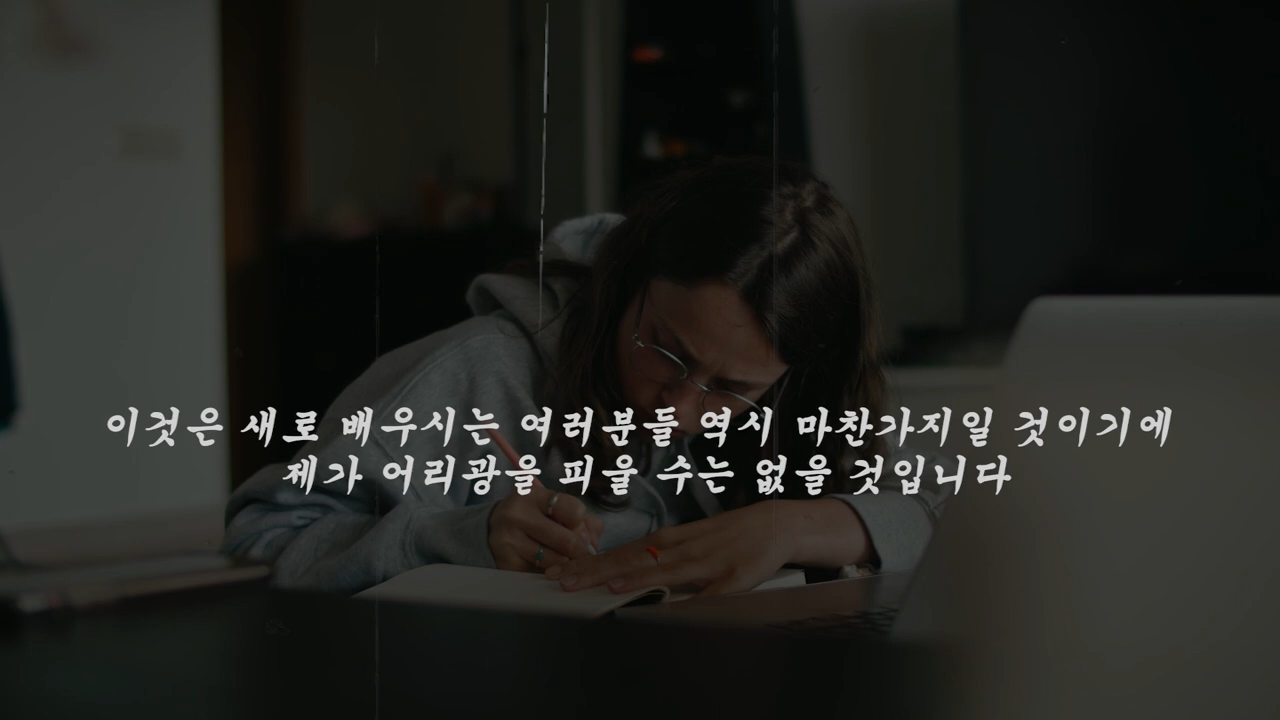 이것은 새로 배우시는 여러분들 역시 마찬가지일 것이기에
제가 어리광을 피울 수는 없을 것입니다